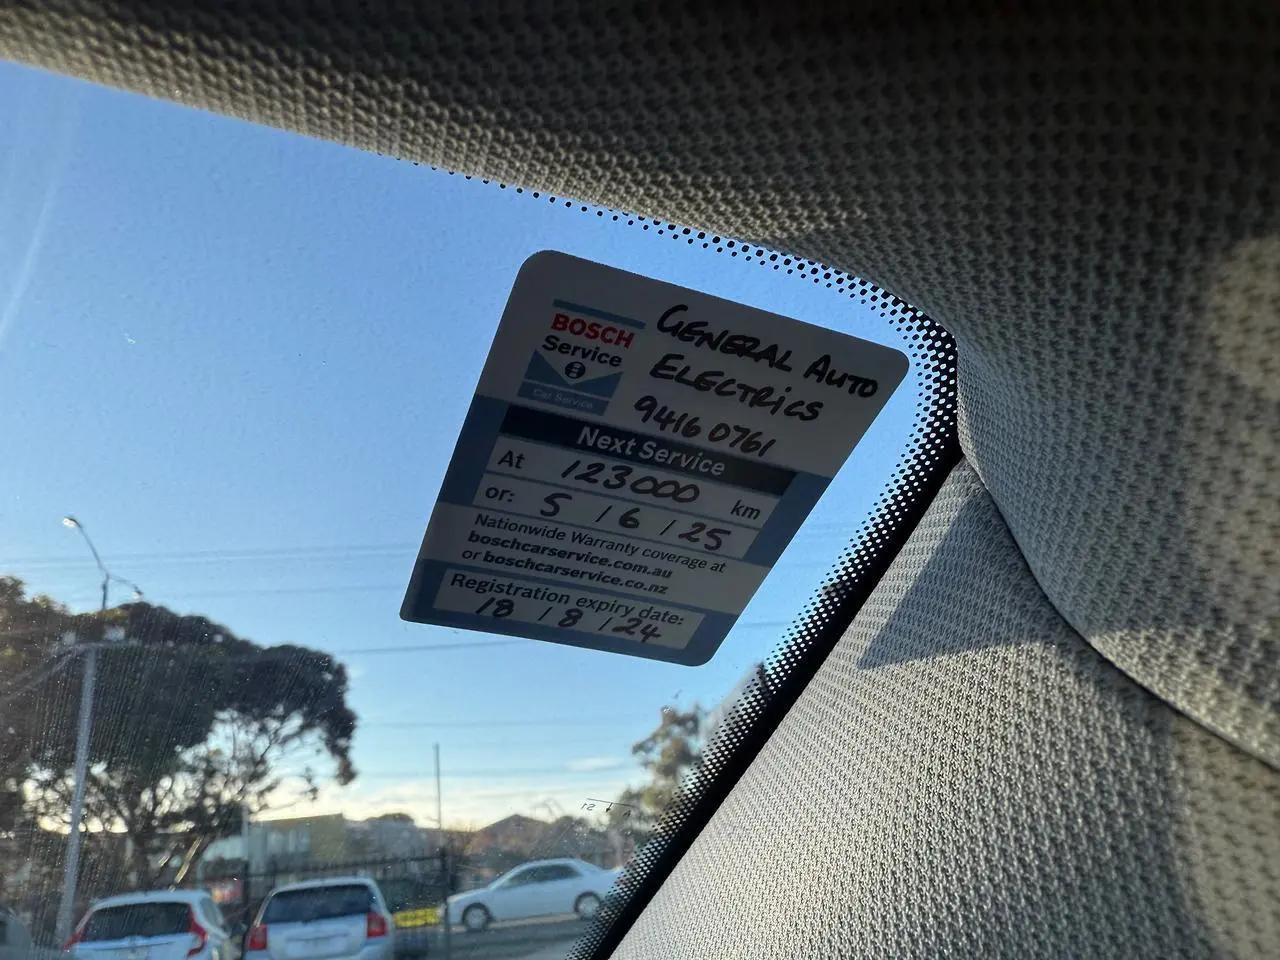 BOSCH
Service
Car Service
GENERAL AUTO
ELECTRICS
9416 0761
Next Service
At 123000 km
or: 5 / 6 / 25
Nationwide Warranty coverage at
boschcarservice.com.au
or boschcarservice.co.nz
Registration expiry date:
18 / 8 / 24